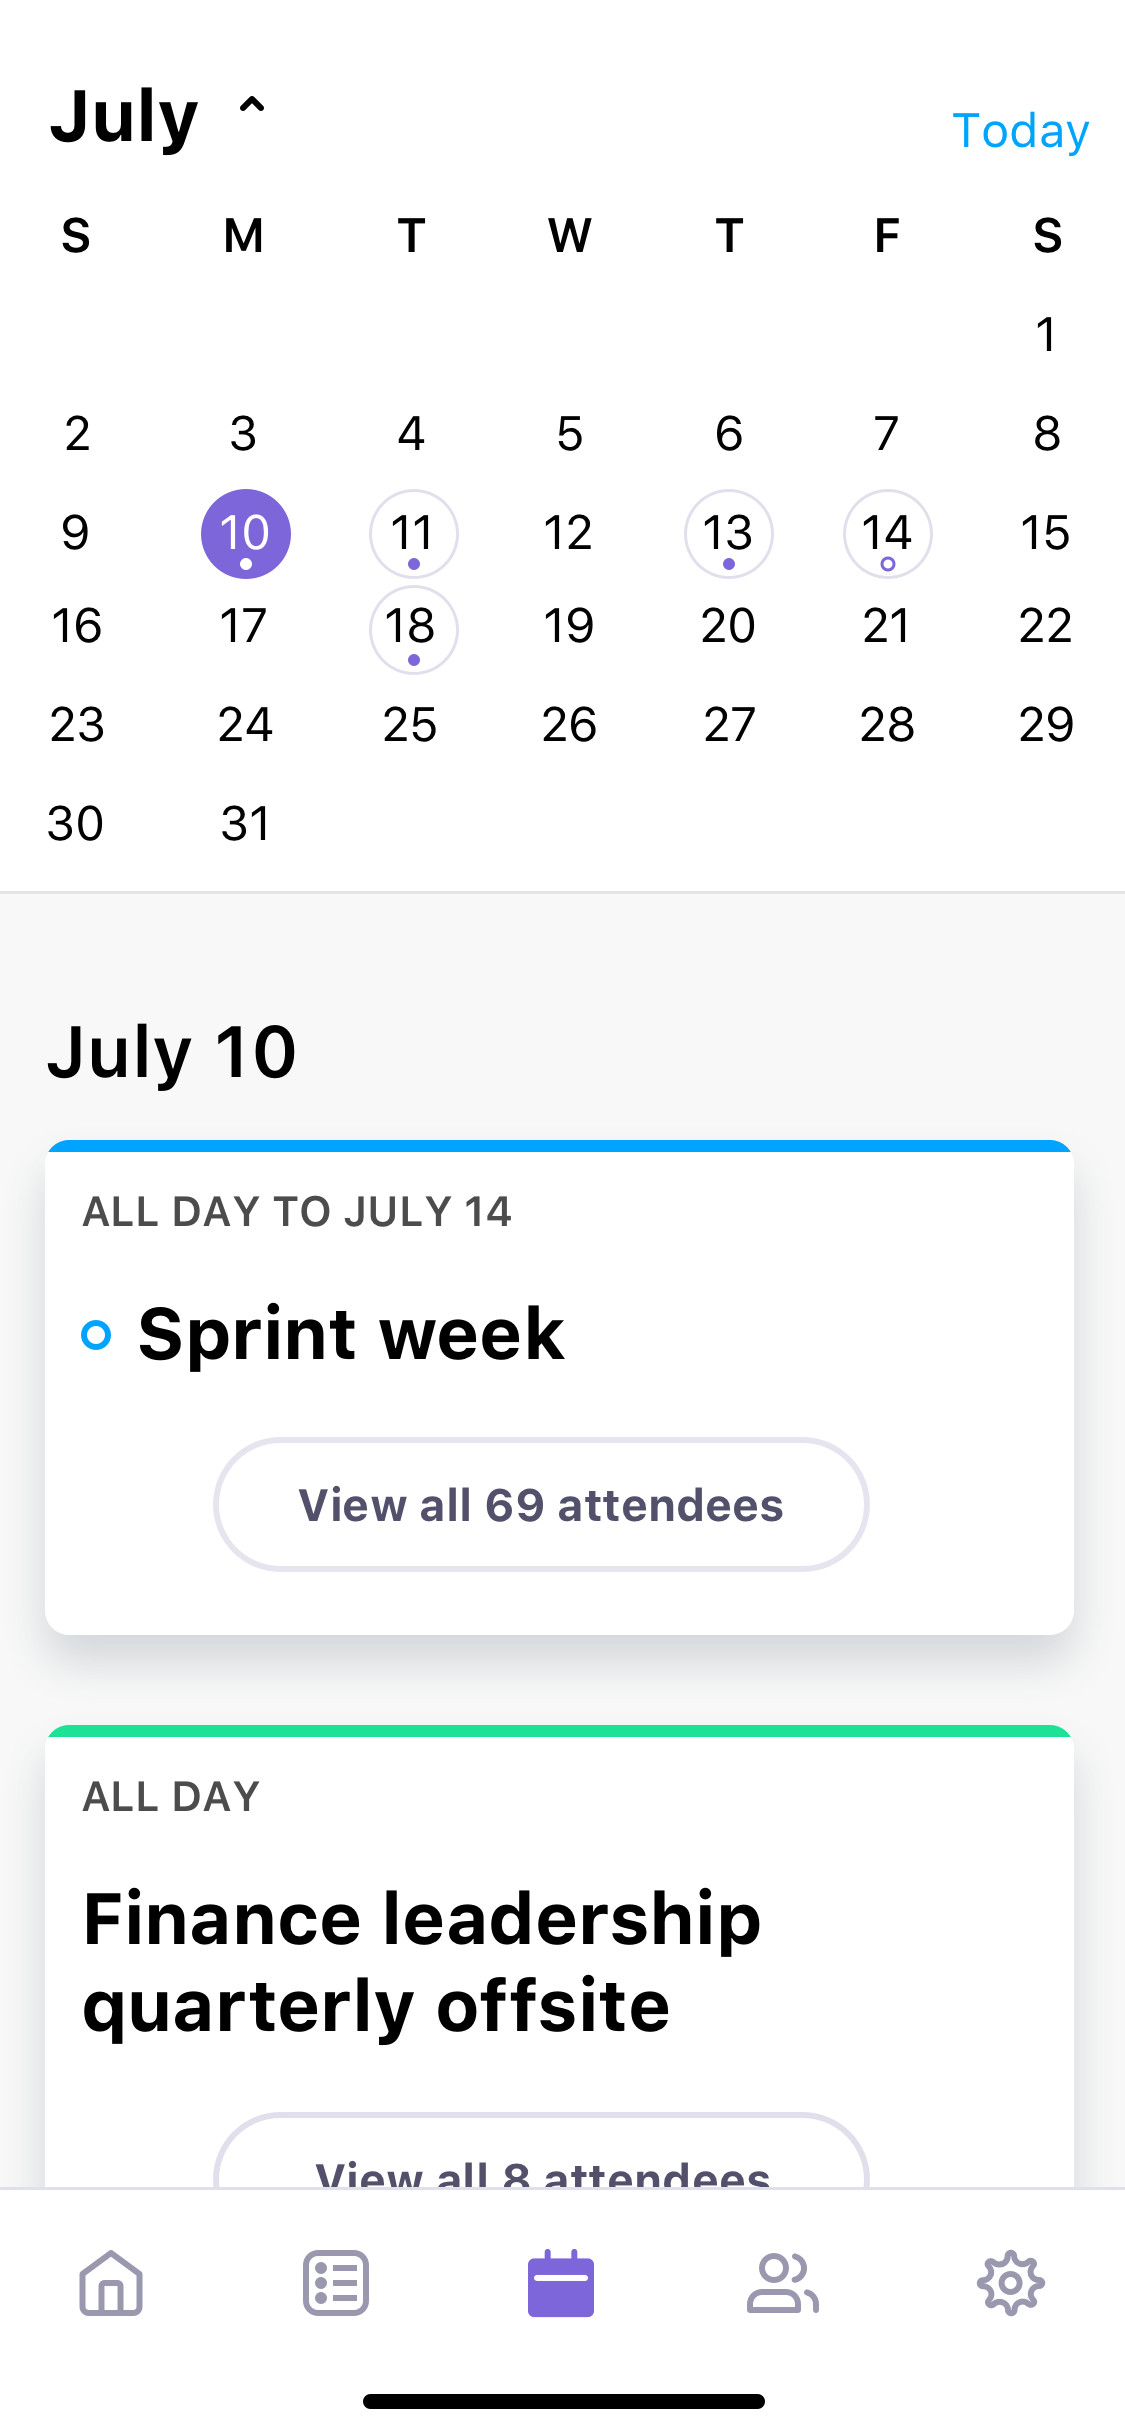 July
Today
S M T W T F S
1
2 3 4 5 6 7 8
9 10 11 12 13 14 15
16 17 18 19 20 21 22
23 24 25 26 27 28 29
30 31
July 10
ALL DAY TO JULY 14
Sprint week
View all 69 attendees
ALL DAY
Finance leadership
quarterly offsite
View all 8 attendees